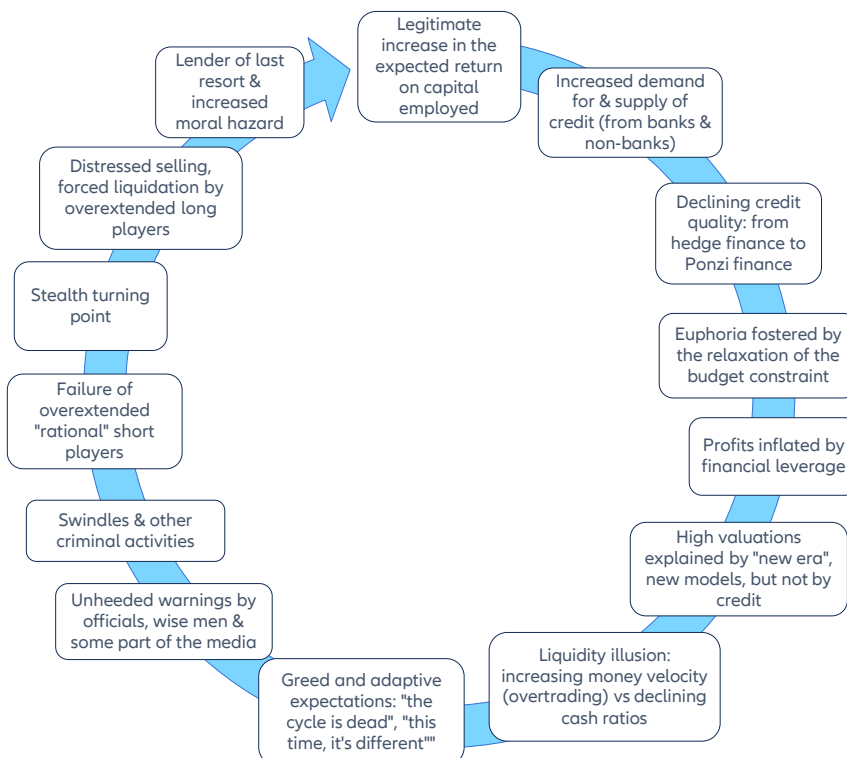 Legitimate
increase in the
expected return
on capital
employed
Increased demand
for & supply of
credit (from banks &
non-banks)
Declining credit
quality: from
hedge finance to
Ponzi finance
Euphoria fostered by
the relaxation of the
budget constraint
Profits inflated by
financial leverage
High valuations
explained by "new era",
new models, but not by
credit
Liquidity illusion:
increasing money velocity
(overtrading) vs declining
cash ratios
Greed and adaptive
expectations: "the
cycle is dead", "this
time, it's different""
Unheeded warnings by
officials, wise men &
some part of the media
Swindles & other
criminal activities
Failure of
overextended
"rational" short
players
Stealth turning
point
Distressed selling,
forced liquidation by
overextended long
players
Lender of last
resort &
increased
moral hazard